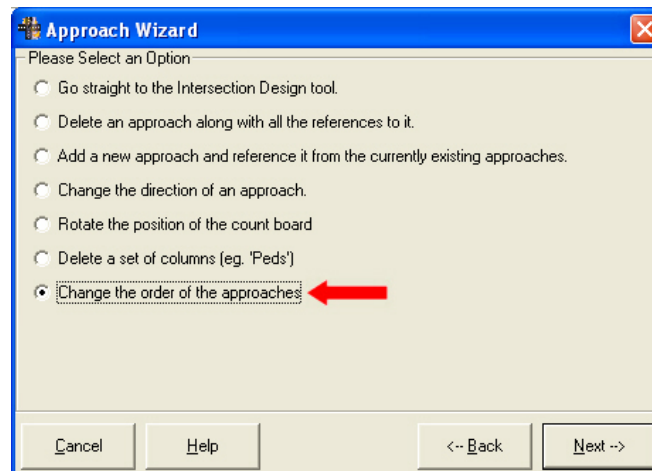 Approach Wizard
Please Select an Option
Go straight to the Intersection Design tool.
Delete an approach along with all the references to it.
Add a new approach and reference it from the currently existing approaches.
Change the direction of an approach.
Rotate the position of the count board
Delete a set of columns (eg. 'Peds')
Change the order of the approaches
Cancel Help <-- Back Next -->